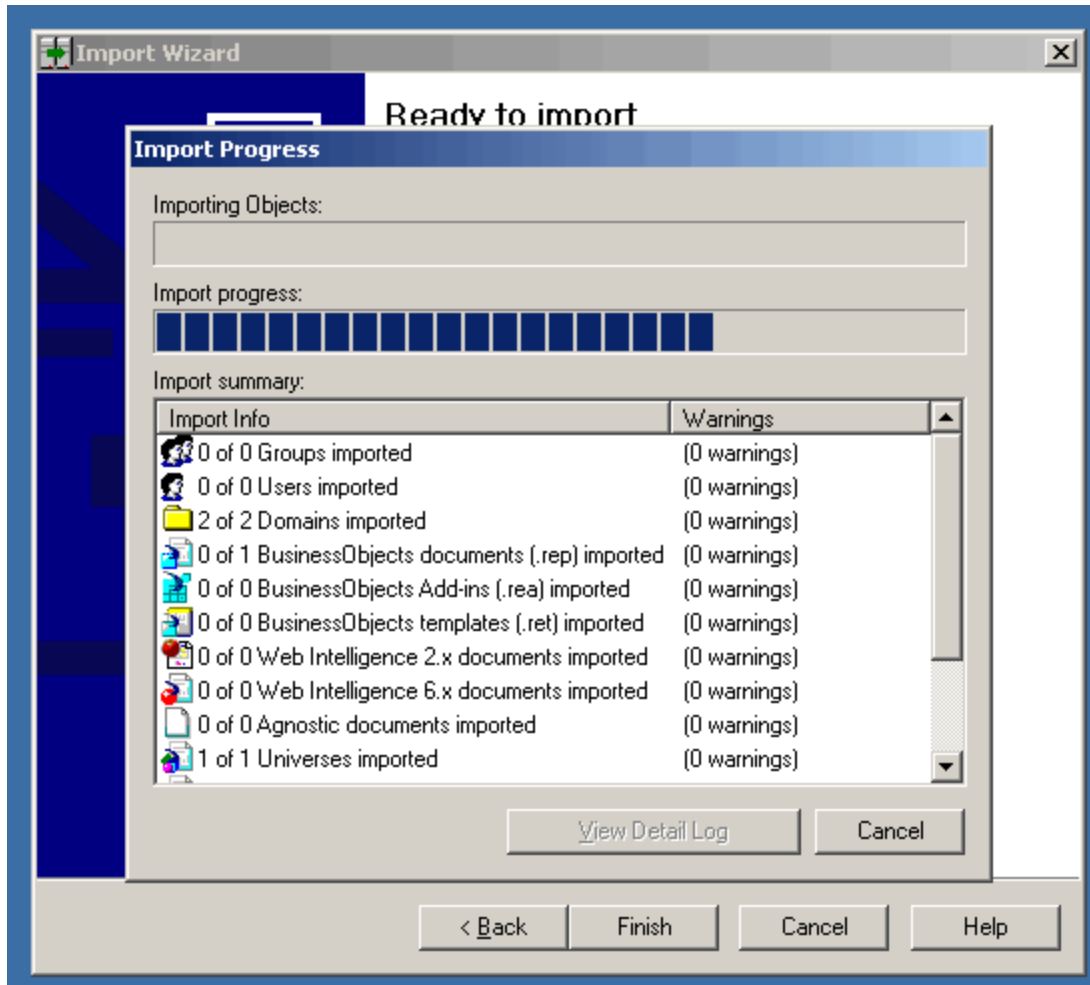 Import Wizard
Ready to import
Import Progress
Importing Objects:
Import progress:
Import summary:
Import Info Warnings
0 of 0 Groups imported (0 warnings)
0 of 0 Users imported (0 warnings)
2 of 2 Domains imported (0 warnings)
0 of 1 BusinessObjects documents (.rep) imported (0 warnings)
0 of 0 BusinessObjects Add-ins (.rea) imported (0 warnings)
0 of 0 BusinessObjects templates (.ret) imported (0 warnings)
0 of 0 Web Intelligence 2.x documents imported (0 warnings)
0 of 0 Web Intelligence 6.x documents imported (0 warnings)
0 of 0 Agnostic documents imported (0 warnings)
1 of 1 Universes imported (0 warnings)
View Detail Log Cancel
< Back Finish Cancel Help